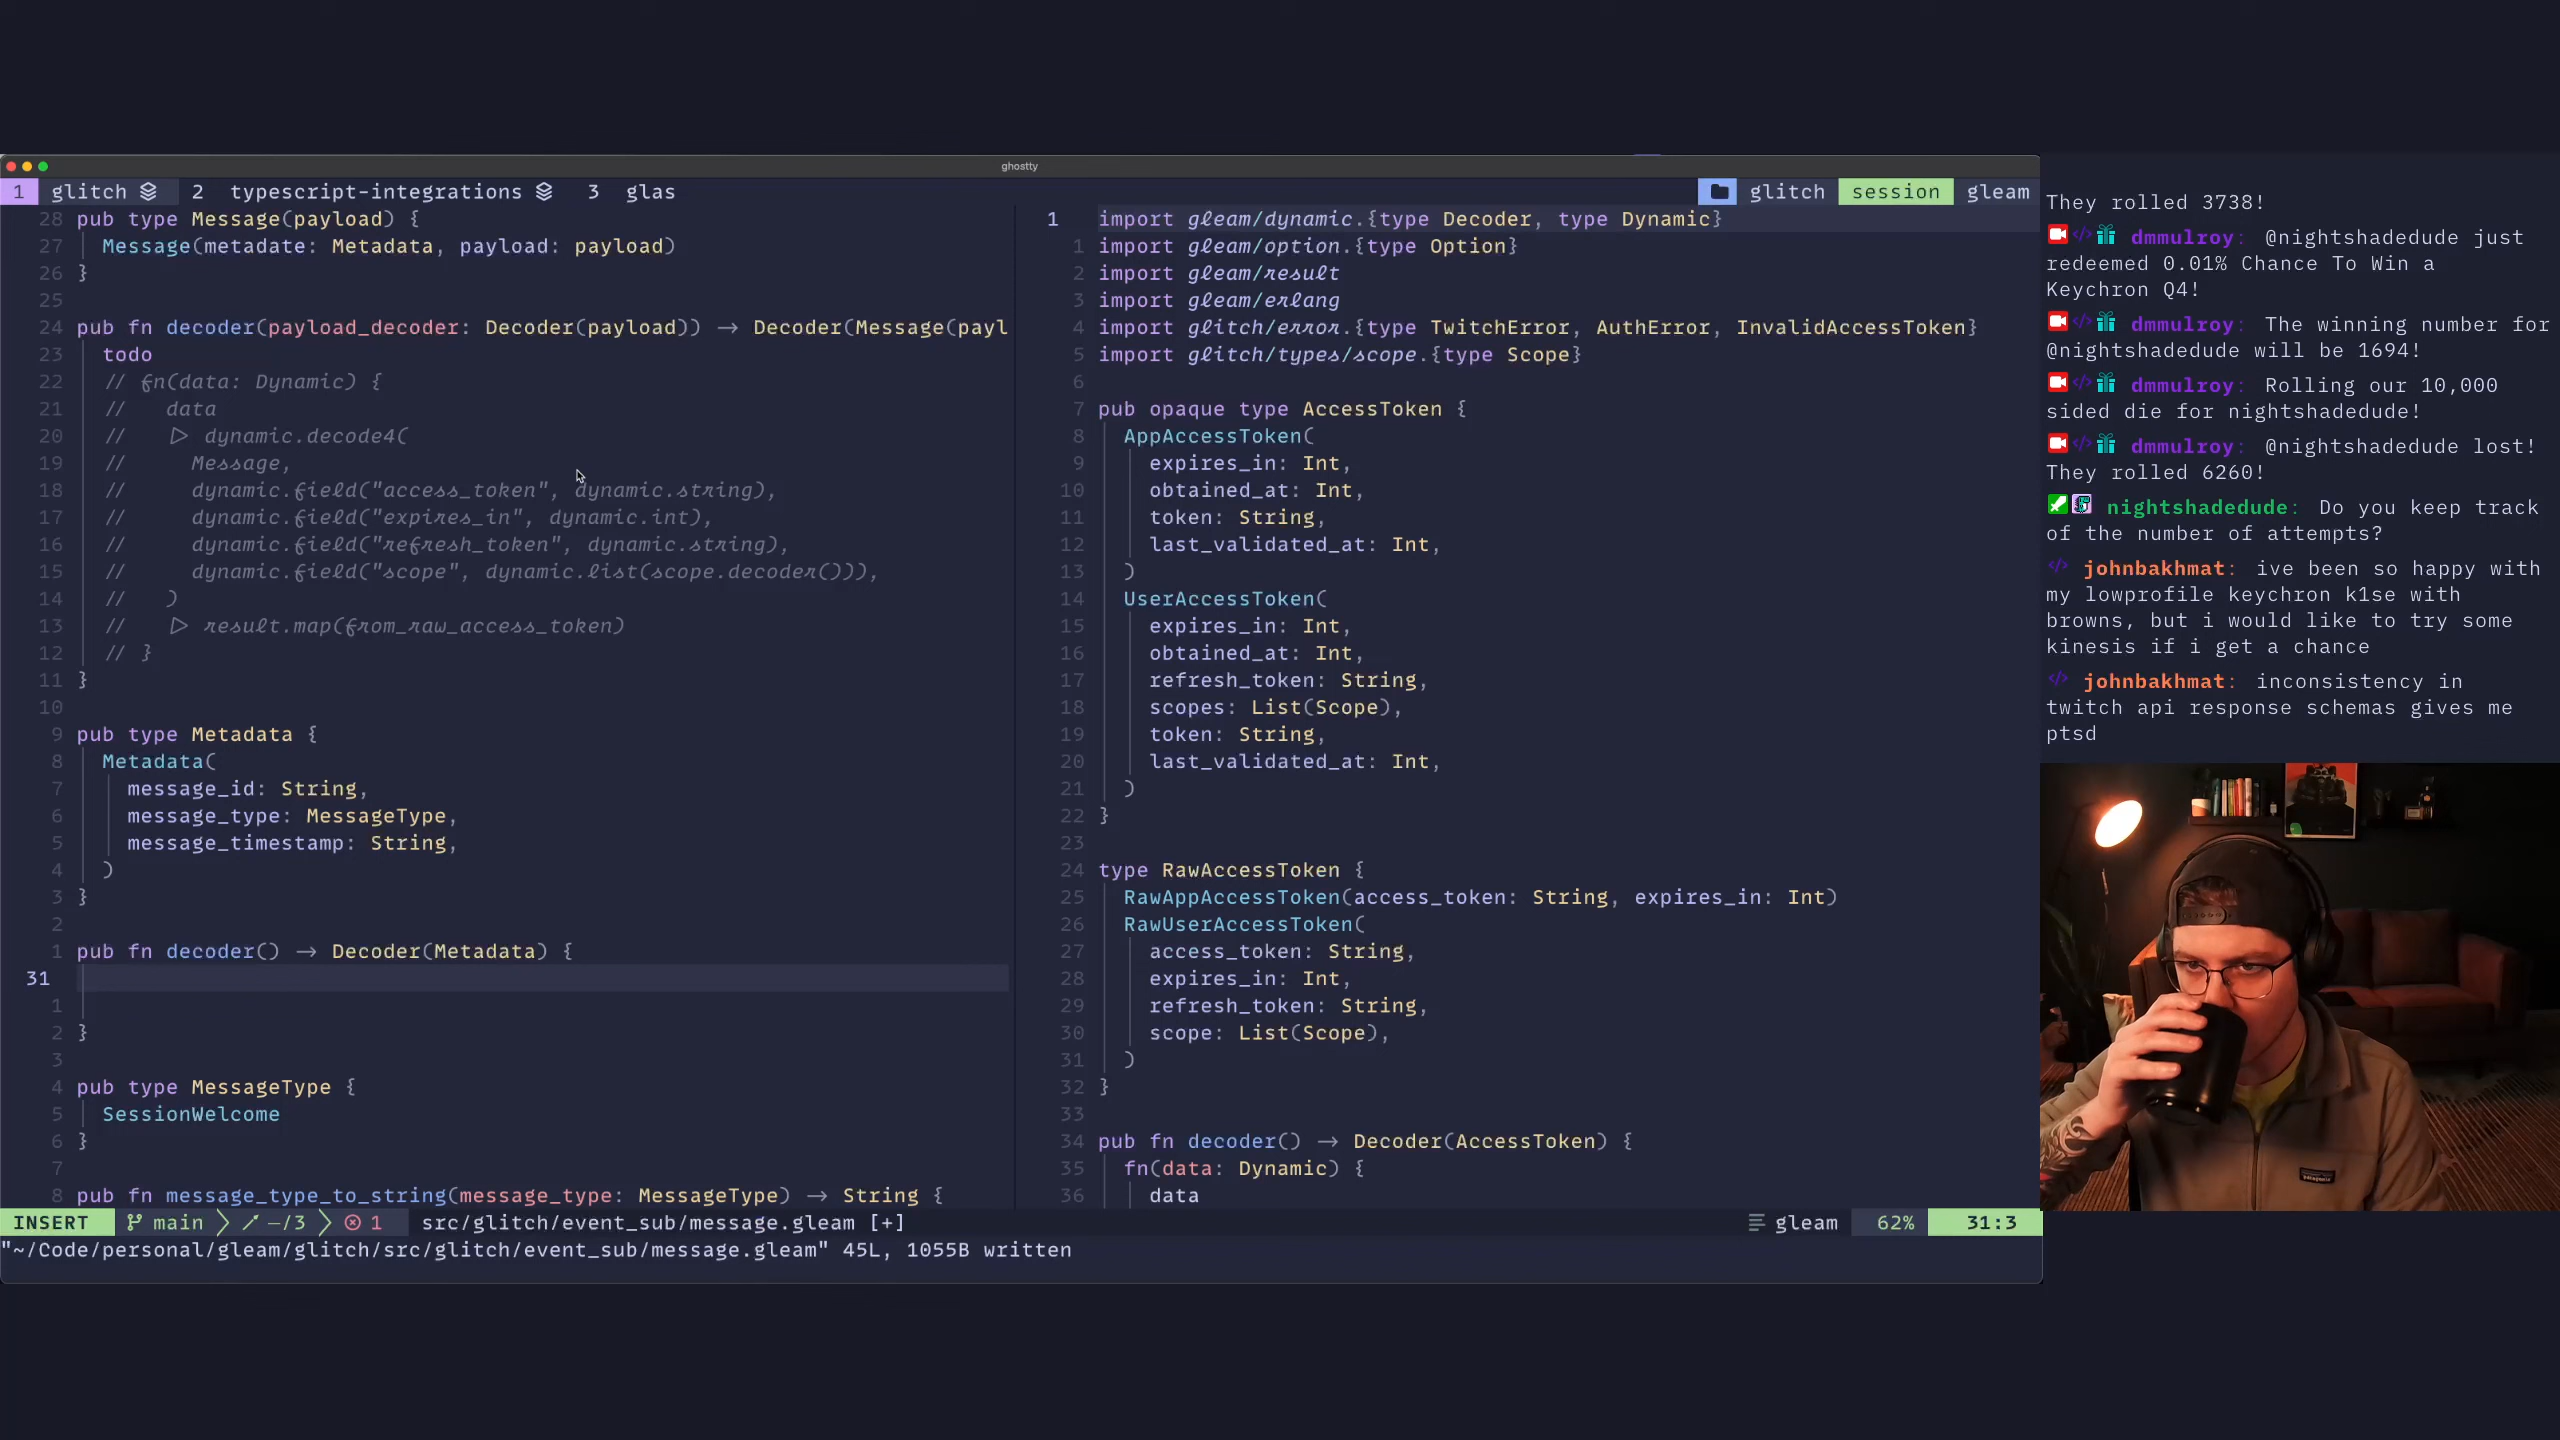 ghostty
1 glitch 2 typescript-integrations 3 glas
glitch session gleam
28 pub type Message(payload) {
27 Message(metadate: Metadata, payload: payload)
26 }
25
24 pub fn decoder(payload_decoder: Decoder(payload)) → Decoder(Message(payl
23 todo
22 // fn(data: Dynamic) {
21 // data
20 // ▷ dynamic.decode4(
19 // Message,
18 // dynamic.field("access_token", dynamic.string),
17 // dynamic.field("expires_in", dynamic.int),
16 // dynamic.field("refresh_token", dynamic.string),
15 // dynamic.field("scope", dynamic.list(scope.decoder())),
14 // )
13 // ▷ result.map(from_raw_access_token)
12 // }
11 }
10
9 pub type Metadata {
8 Metadata(
7 message_id: String,
6 message_type: MessageType,
5 message_timestamp: String,
4 )
3 }
2
1 pub fn decoder() → Decoder(Metadata) {
31
1
2 }
3
4 pub type MessageType {
5 SessionWelcome
6 }
7
8 pub fn message_type_to_string(message_type: MessageType) → String {
1 import gleam/dynamic.{type Decoder, type Dynamic}
1 import gleam/option.{type Option}
2 import gleam/result
3 import gleam/erlang
4 import glitch/error.{type TwitchError, AuthError, InvalidAccessToken}
5 import glitch/types/scope.{type Scope}
6
7 pub opaque type AccessToken {
8 AppAccessToken(
9 expires_in: Int,
10 obtained_at: Int,
11 token: String,
12 last_validated_at: Int,
13 )
14 UserAccessToken(
15 expires_in: Int,
16 obtained_at: Int,
17 refresh_token: String,
18 scopes: List(Scope),
19 token: String,
20 last_validated_at: Int,
21 )
22 }
23
24 type RawAccessToken {
25 RawAppAccessToken(access_token: String, expires_in: Int)
26 RawUserAccessToken(
27 access_token: String,
28 expires_in: Int,
29 refresh_token: String,
30 scope: List(Scope),
31 )
32 }
33
34 pub fn decoder() → Decoder(AccessToken) {
35 fn(data: Dynamic) {
36 data
INSERT main −/3 1 src/glitch/event_sub/message.gleam [+] gleam 62% 31:3
"~/Code/personal/gleam/glitch/src/glitch/event_sub/message.gleam" 45L, 1055B written
They rolled 3738!
dmmulroy: @nightshadedude just
redeemed 0.01% Chance To Win a
Keychron Q4!
dmmulroy: The winning number for
@nightshadedude will be 1694!
dmmulroy: Rolling our 10,000
sided die for nightshadedude!
dmmulroy: @nightshadedude lost!
They rolled 6260!
nightshadedude: Do you keep track
of the number of attempts?
johnbakhmat: ive been so happy with
my lowprofile keychron k1se with
browns, but i would like to try some
kinesis if i get a chance
johnbakhmat: inconsistency in
twitch api response schemas gives me
ptsd